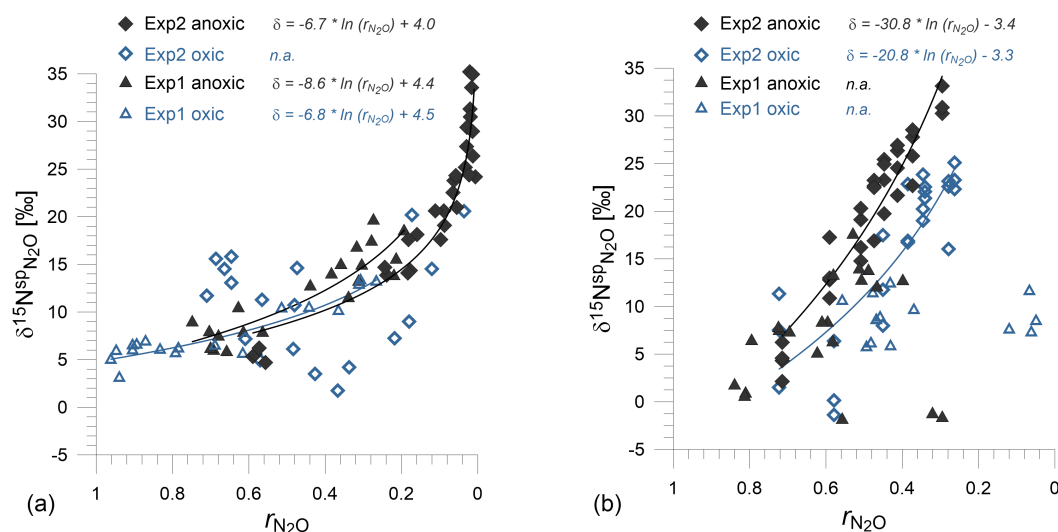 Exp2 anoxic δ = -6.7 * ln (rN2O) + 4.0
Exp2 oxic n.a.
Exp1 anoxic δ = -8.6 * ln (rN2O) + 4.4
Exp1 oxic δ = -6.8 * ln (rN2O) + 4.5
35
30
25
20
15
10
5
0
-5
δ15NspN2O [‰]
1 0.8 0.6 0.4 0.2 0
(a)
rN2O
Exp2 anoxic δ = -30.8 * ln (rN2O) - 3.4
Exp2 oxic δ = -20.8 * ln (rN2O) - 3.3
Exp1 anoxic n.a.
Exp1 oxic n.a.
35
30
25
20
15
10
5
0
-5
δ15NspN2O [‰]
1 0.8 0.6 0.4 0.2 0
(b)
rN2O